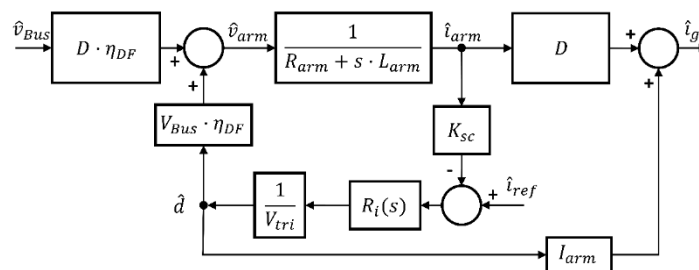 v̂_Bus
D · η_DF
+
+
v̂_arm
1
R_arm + s · L_arm
î_arm
D
+
+
î_g
V_Bus · η_DF
K_sc
-
+
î_ref
d̂
1
V_tri
R_i(s)
I_arm